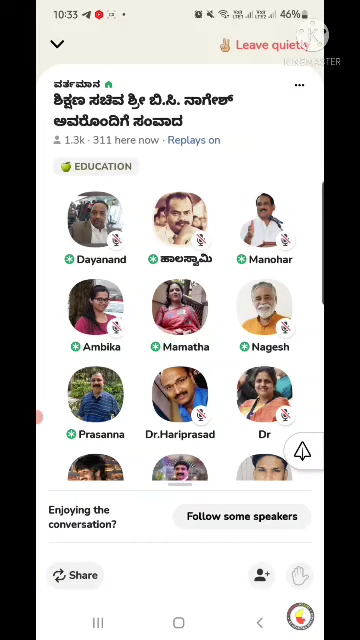 10:33
46%
KINEMASTER
Leave quietly
ವರ್ತಮಾನ
ಶಿಕ್ಷಣ ಸಚಿವ ಶ್ರೀ ಬಿ.ಸಿ. ನಾಗೇಶ್
ಅವರೊಂದಿಗೆ ಸಂವಾದ
1.3k · 311 here now · Replays on
EDUCATION
Dayanand
ಹಾಲಸ್ವಾಮಿ
Manohar
Ambika
Mamatha
Nagesh
Prasanna
Dr.Hariprasad
Dr
Enjoying the
conversation?
Follow some speakers
Share